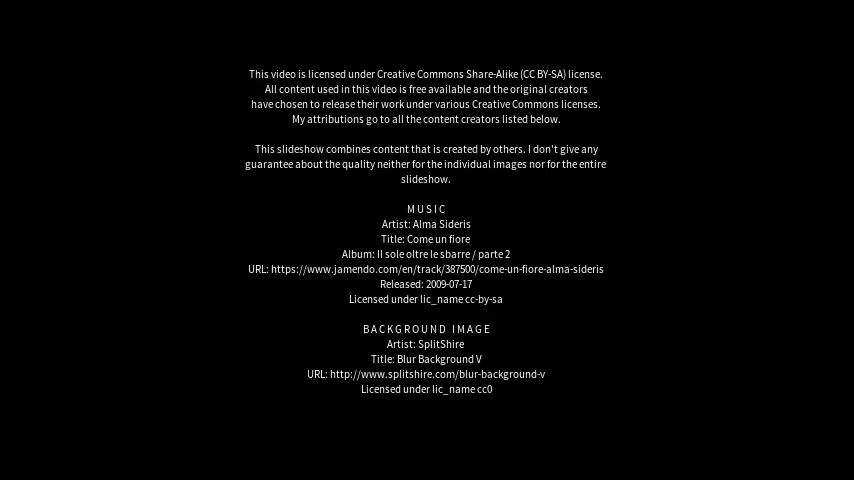 This video is licensed under Creative Commons Share-Alike (CC BY-SA) license.
All content used in this video is free available and the original creators
have chosen to release their work under various Creative Commons licenses.
My attributions go to all the content creators listed below.
This slideshow combines content that is created by others. I don't give any
guarantee about the quality neither for the individual images nor for the entire
slideshow.
MUSIC
Artist: Alma Sideris
Title: Come un fiore
Album: Il sole oltre le sbarre / parte 2
URL: https://www.jamendo.com/en/track/387500/come-un-fiore-alma-sideris
Released: 2009-07-17
Licensed under lic_name cc-by-sa
BACKGROUND IMAGE
Artist: SplitShire
Title: Blur Background V
URL: http://www.splitshire.com/blur-background-v
Licensed under lic_name cc0